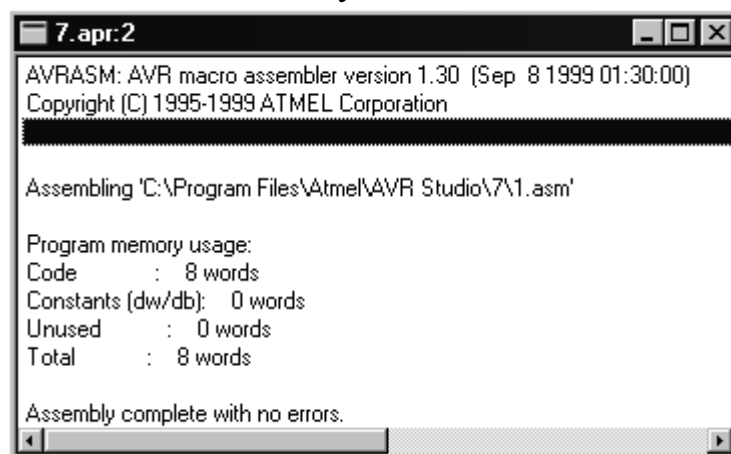 7.apr:2
AVRASM: AVR macro assembler version 1.30 (Sep 8 1999 01:30:00)
Copyright (C) 1995-1999 ATMEL Corporation
Assembling 'C:\Program Files\Atmel\AVR Studio\7\1.asm'
Program memory usage:
Code : 8 words
Constants (dw/db): 0 words
Unused : 0 words
Total : 8 words
Assembly complete with no errors.